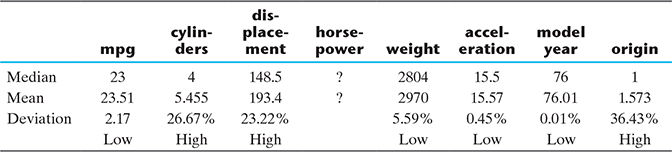 mpg cylin-ders dis-place-ment horse-power weight accel-eration model year origin
Median 23 4 148.5 ? 2804 15.5 76 1
Mean 23.51 5.455 193.4 ? 2970 15.57 76.01 1.573
Deviation 2.17 26.67% 23.22% 5.59% 0.45% 0.01% 36.43%
Low High High Low Low Low High